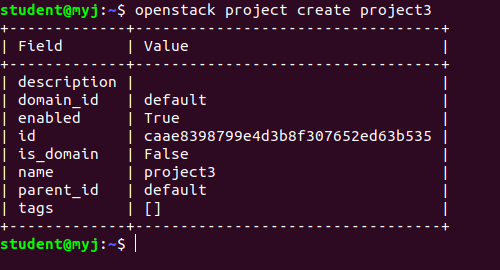 student@myj:~$ openstack project create project3
+-------------+----------------------------------+
| Field       | Value                            |
+-------------+----------------------------------+
| description |                                  |
| domain_id   | default                          |
| enabled     | True                             |
| id          | caae8398799e4d3b8f307652ed63b535 |
| is_domain   | False                            |
| name        | project3                         |
| parent_id   | default                          |
| tags        | []                               |
+-------------+----------------------------------+
student@myj:~$